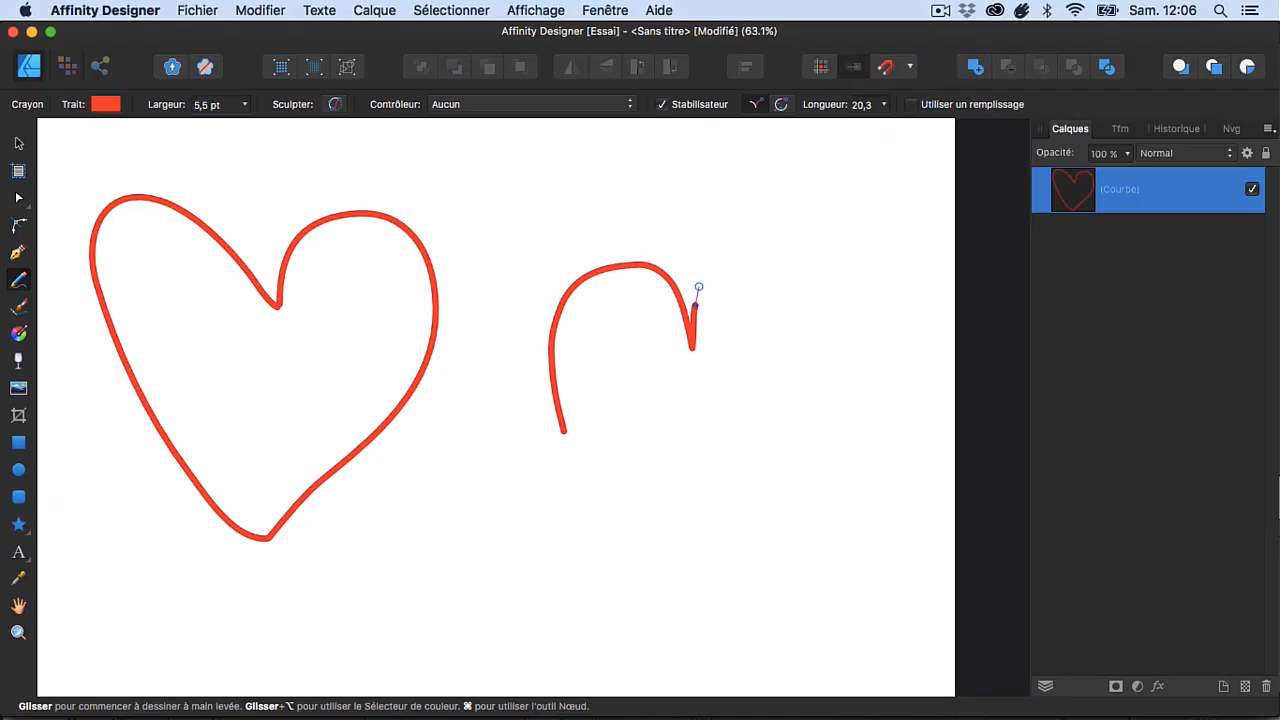 Affinity Designer Fichier Modifier Texte Calque Sélectionner Affichage Fenêtre Aide Sam. 12:06
Affinity Designer [Essai] - <Sans titre> [Modifié] (63.1%)
Crayon Trait: Largeur: 5,5 pt Sculpter: Contrôleur: Aucun Stabilisateur Longueur: 20,3 Utiliser un remplissage
Calques Tfm Historique Nvg
Opacité: 100 % Normal
(Courbe)
A
fx
Glisser pour commencer à dessiner à main levée. Glisser+⌥ pour utiliser le Sélecteur de couleur. ⌘ pour utiliser l'outil Nœud.